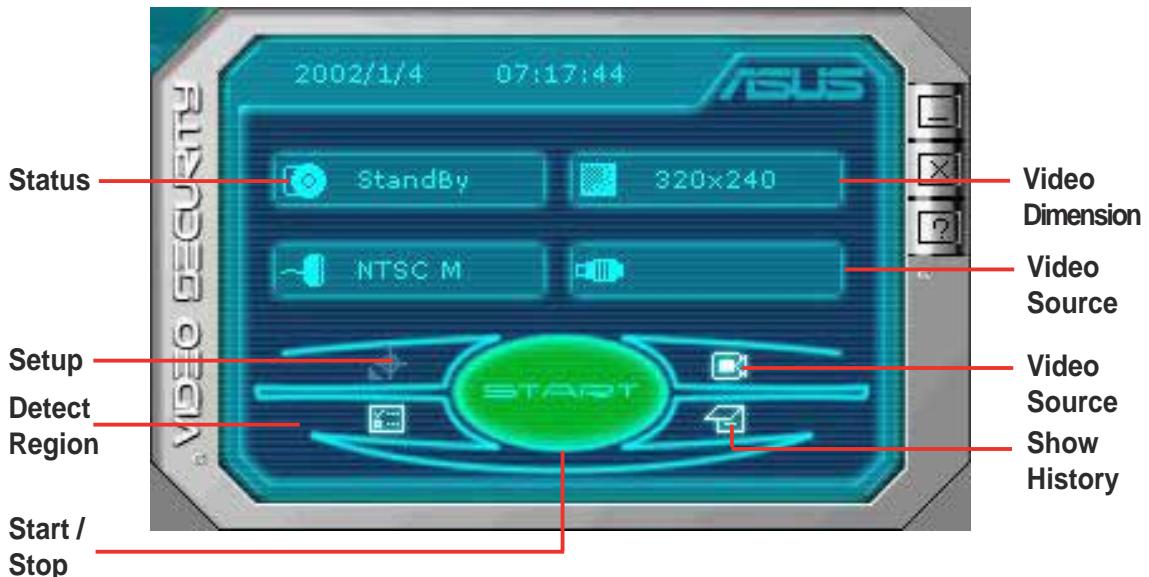 2002/1/4 07:17:44
ASUS
VIDEO SECURITY
Status
StandBy
320x240
Video
Dimension
NTSC M
Video
Source
Setup
START
Video
Source
Detect
Region
Show
History
Start /
Stop
?